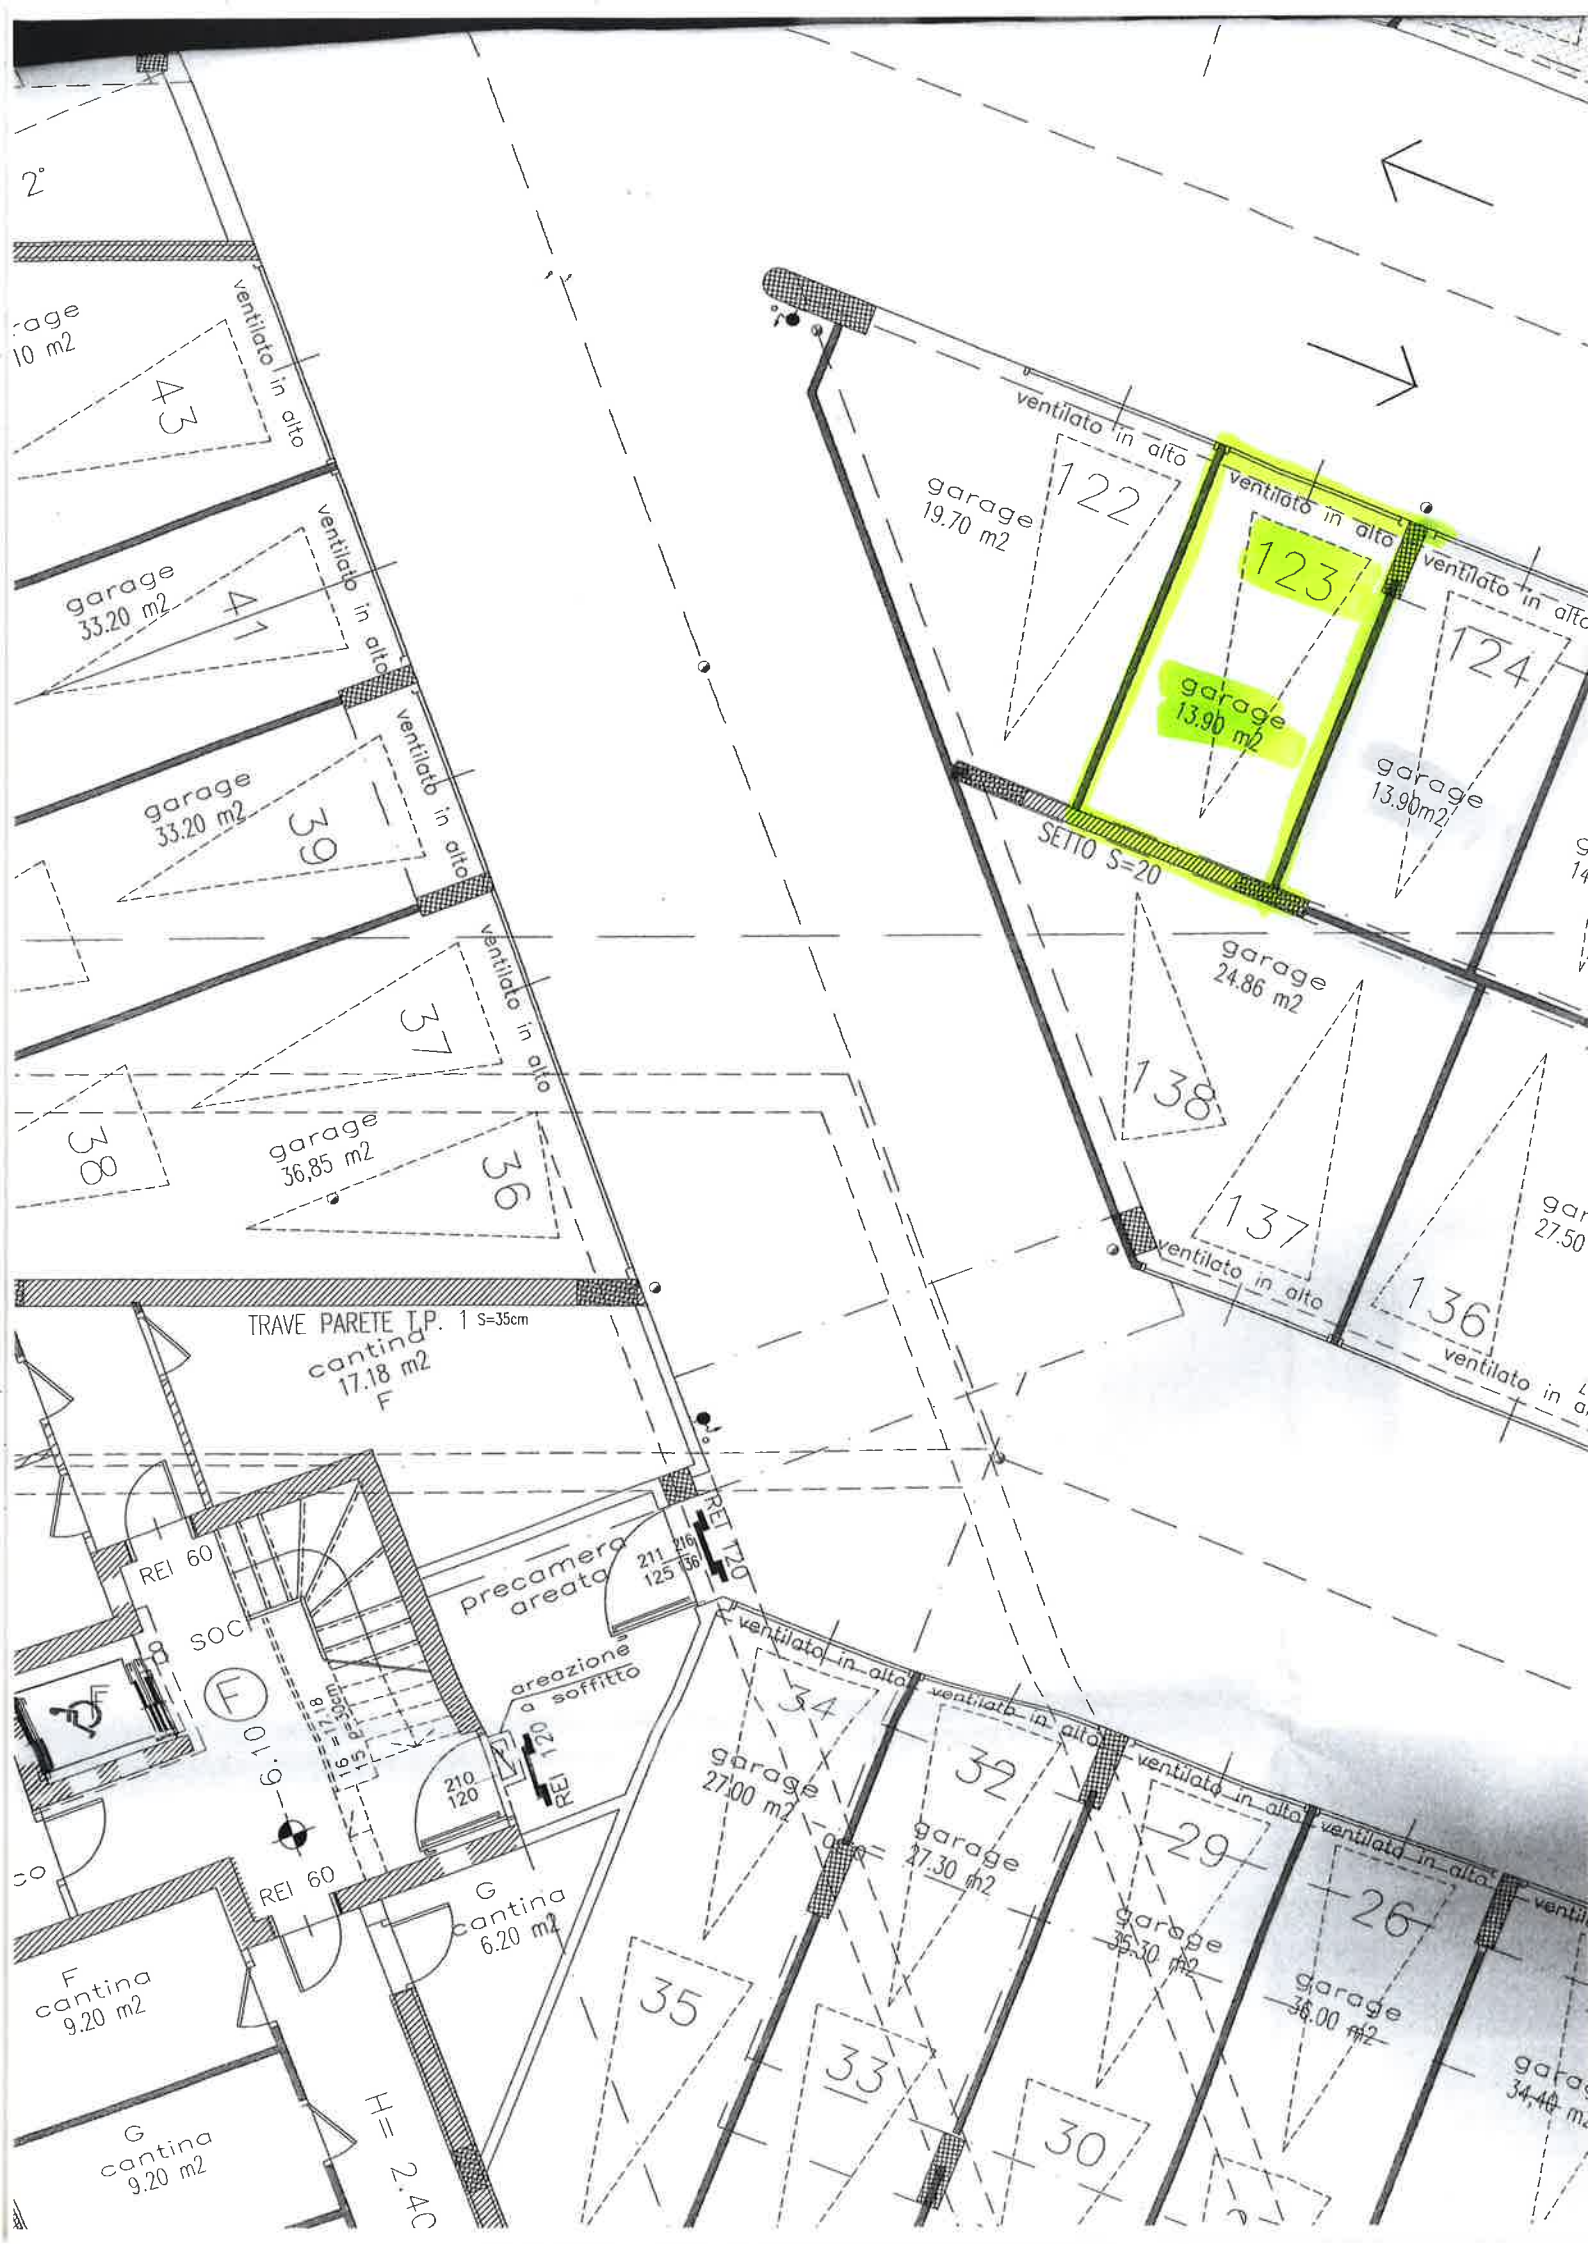 2°
10 m2
43
ventilato in alto
garage
33.20 m2
41
ventilato in alto
garage
33.20 m2
39
ventilato in alto
37
ventilato in alto
38
garage
36,85 m2
36
ventilato in alto
122
garage
19.70 m2
ventilato in alto
123
garage
13.90 m2
ventilato in alto
124
garage
13.90m2
14
SETTO S=20
garage
24.86 m2
138
137
ventilato in alto
27.50
136
ventilato in
TRAVE PARETE T.P. 1 S=35cm
cantina
17.18 m2
F
REI 60
SOC
8
F
F
-6.10
16 =17.18
15 P=30cm
precamera
areata
211 216
125 136
areazione
a soffitto
210
120
REI 120
REI 60
G
cantina
6.20 m2
F
cantina
9.20 m2
G
cantina
9.20 m2
H= 2.40
ventilato in alto
34
garage
27.00 m2
35
ventilato in alto
32
garage
27.30 m2
33
ventilato in alto
29
garage
35.30 m2
30
ventilato in alto
26
garage
36.00 m2
34,40